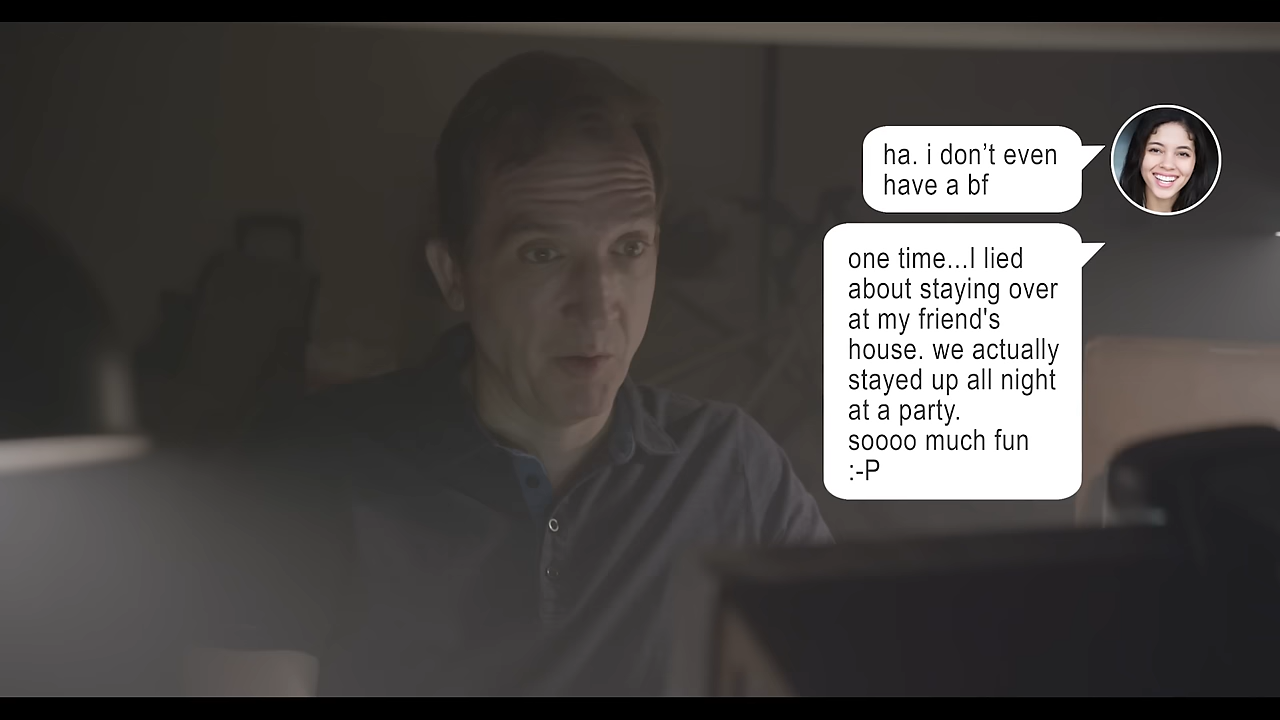 ha. i don’t even
have a bf
one time...I lied
about staying over
at my friend's
house. we actually
stayed up all night
at a party.
soooo much fun
:-P